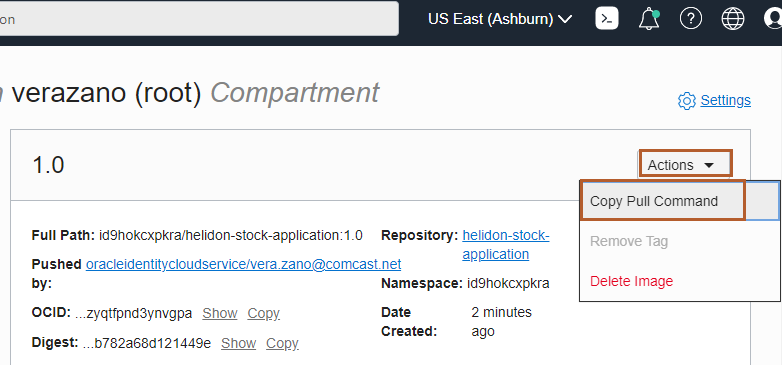 on
US East (Ashburn)
verazano (root) Compartment
Settings
1.0
Actions
Copy Pull Command
Remove Tag
Delete Image
Full Path: id9hokcxpkra/helidon-stock-application:1.0
Pushed oracleidentitycloudservice/vera.zano@comcast.net
by:
OCID: ...zyqtfpnd3ynvgpa Show Copy
Digest: ...b782a68d121449e Show Copy
Repository: helidon-stock-
application
Namespace: id9hokcxpkra
Date 2 minutes
Created: ago